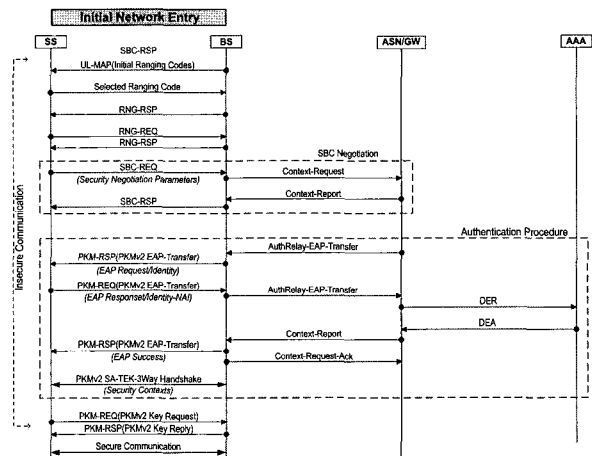 Initial Network Entry
SS
BS
ASN/GW
AAA
SBC-RSP
UL-MAP(Initial Ranging Codes)
Selected Ranging Code
RNG-RSP
RNG-REQ
RNG-RSP
SBC Negotiation
SBC-REQ
(Security Negotiation Parameters)
Context-Request
Context-Report
SBC-RSP
Insecure Communication
Authentication Procedure
AuthRelay-EAP-Transfer
PKM-RSP(PKMv2 EAP-Transfer)
(EAP Request/Identity)
PKM-REQ(PKMv2 EAP-Transfer)
(EAP Responset/Identity-NAI)
AuthRelay-EAP-Transfer
DER
DEA
Context-Report
PKM-RSP(PKMv2 EAP-Transfer)
(EAP Success)
Context-Request-Ack
PKMv2 SA-TEK-3Way Handshake
(Security Contexts)
PKM-REQ(PKMv2 Key Request)
PKM-RSP(PKMv2 Key Reply)
Secure Communication